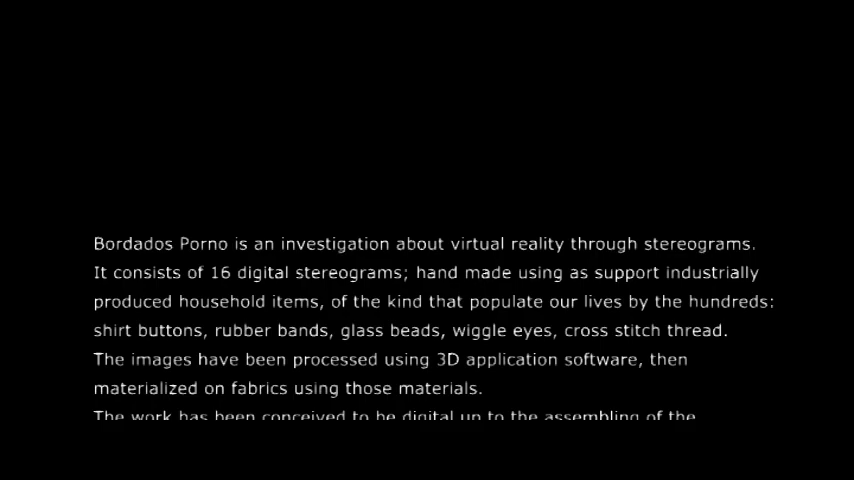 Bordados Porno is an investigation about virtual reality through stereograms.
It consists of 16 digital stereograms; hand made using as support industrially
produced household items, of the kind that populate our lives by the hundreds:
shirt buttons, rubber bands, glass beads, wiggle eyes, cross stitch thread.
The images have been processed using 3D application software, then
materialized on fabrics using those materials.
The work has been conceived to be digital up to the assembling of the